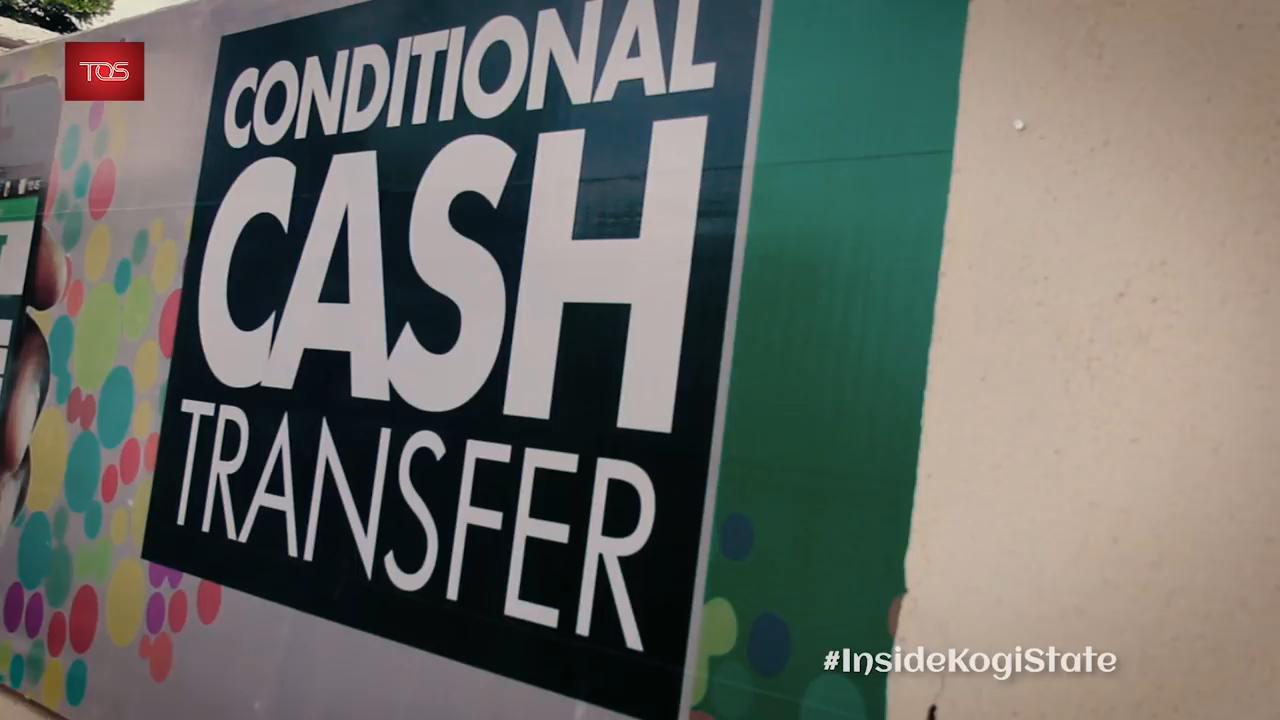 TOS
CONDITIONAL
CASH
TRANSFER
#InsideKogiState